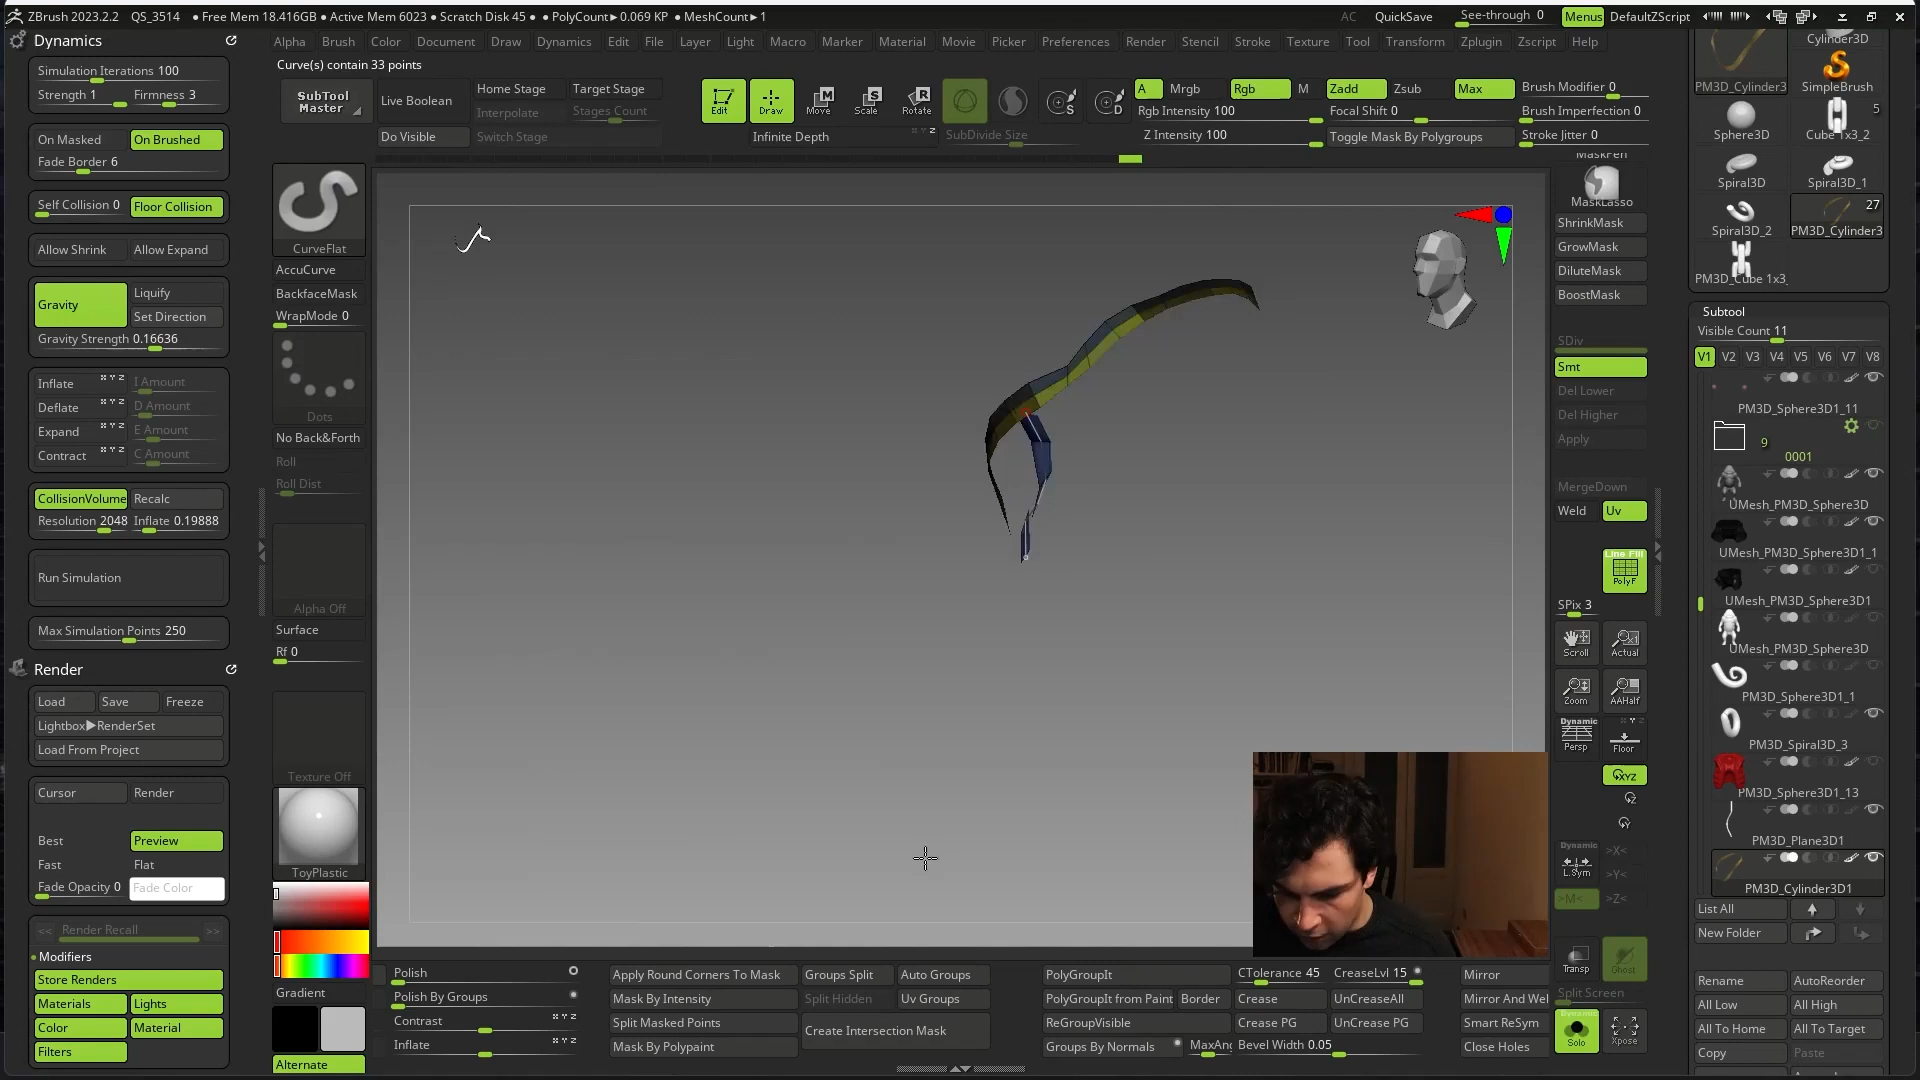 ZBrush 2023.2.2 QS_3514 ● Free Mem 18.416GB ● Active Mem 6023 ● Scratch Disk 45 ● ● PolyCount▶0.069 KP ● MeshCount▶1
AC QuickSave See-through 0 Menus DefaultZScript
Dynamics
Alpha Brush Color Document Draw Dynamics Edit File Layer Light Macro Marker Material Movie Picker Preferences Render Stencil Stroke Texture Tool Transform Zplugin Zscript Help
Curve(s) contain 33 points
SubTool Master
Live Boolean
Do Visible
Home Stage
Interpolate
Switch Stage
Target Stage
Stages Count
Edit Draw Move Scale Rotate
Infinite Depth
SubDivide Size
A Mrgb Rgb M Zadd Zsub Max Brush Modifier 0
Rgb Intensity 100 Focal Shift 0 Brush Imperfection 0
Z Intensity 100 Toggle Mask By Polygroups Stroke Jitter 0
Simulation Iterations 100
Strength 1 Firmness 3
On Masked On Brushed
Fade Border 6
Self Collision 0 Floor Collision
Allow Shrink Allow Expand
Gravity Liquify
Set Direction
Gravity Strength 0.16636
Inflate I Amount
Deflate D Amount
Expand E Amount
Contract C Amount
CollisionVolume Recalc
Resolution 2048 Inflate 0.19888
Run Simulation
Max Simulation Points 250
Render
Load Save Freeze
Lightbox▶RenderSet
Load From Project
Cursor Render
Best Preview
Fast Flat
Fade Opacity 0 Fade Color
<< Render Recall >>
Modifiers
Store Renders
Materials Lights
Color Material
Filters
CurveFlat
AccuCurve
BackfaceMask
WrapMode 0
Dots
No Back&Forth
Roll
Roll Dist
Alpha Off
Surface
Rf 0
Texture Off
ToyPlastic
Gradient
Alternate
MaskPen
MaskLasso
ShrinkMask
GrowMask
DiluteMask
BoostMask
SDiv
Smt
Del Lower
Del Higher
Apply
MergeDown
Weld Uv
Line Fill
PolyF
SPix 3
Scroll Actual
Zoom AAHalf
Dynamic
Persp Floor
XYZ
Dynamic
L.Sym
>X<
>Y<
>M< >Z<
Transp Ghost
Split Screen
Dynamic
Solo Xpose
Cylinder3D
PM3D_Cylinder3 SimpleBrush
5
Sphere3D Cube 1x3_2
Spiral3D Spiral3D_1
27
Spiral3D_2 PM3D_Cylinder3
PM3D_Cube 1x3_
Subtool
Visible Count 11
V1 V2 V3 V4 V5 V6 V7 V8
PM3D_Sphere3D1_11
9
0001
UMesh_PM3D_Sphere3D
UMesh_PM3D_Sphere3D1_1
UMesh_PM3D_Sphere3D1
UMesh_PM3D_Sphere3D
PM3D_Sphere3D1_1
PM3D_Spiral3D_3
PM3D_Sphere3D1_13
PM3D_Plane3D1
PM3D_Cylinder3D1
List All
New Folder
Rename AutoReorder
All Low All High
All To Home All To Target
Copy Paste
Polish Apply Round Corners To Mask Groups Split Auto Groups PolyGroupIt CTolerance 45 CreaseLvl 15 Mirror
Polish By Groups Mask By Intensity Split Hidden Uv Groups PolyGroupIt from Paint Border Crease UnCreaseAll Mirror And Wel
Contrast Split Masked Points Create Intersection Mask ReGroupVisible Crease PG UnCrease PG Smart ReSym
Inflate Mask By Polypaint Groups By Normals MaxAng Bevel Width 0.05 Close Holes